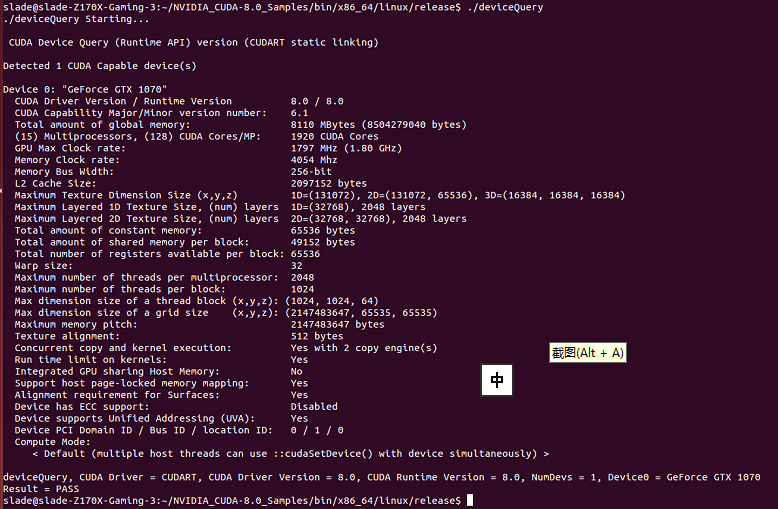 slade@slade-Z170X-Gaming-3:~/NVIDIA_CUDA-8.0_Samples/bin/x86_64/linux/release$ ./deviceQuery
./deviceQuery Starting...
CUDA Device Query (Runtime API) version (CUDART static linking)
Detected 1 CUDA Capable device(s)
Device 0: "GeForce GTX 1070"
CUDA Driver Version / Runtime Version          8.0 / 8.0
CUDA Capability Major/Minor version number:    6.1
Total amount of global memory:                 8110 MBytes (8504279040 bytes)
(15) Multiprocessors, (128) CUDA Cores/MP:     1920 CUDA Cores
GPU Max Clock rate:                            1797 MHz (1.80 GHz)
Memory Clock rate:                             4054 Mhz
Memory Bus Width:                              256-bit
L2 Cache Size:                                 2097152 bytes
Maximum Texture Dimension Size (x,y,z)         1D=(131072), 2D=(131072, 65536), 3D=(16384, 16384, 16384)
Maximum Layered 1D Texture Size, (num) layers  1D=(32768), 2048 layers
Maximum Layered 2D Texture Size, (num) layers  2D=(32768, 32768), 2048 layers
Total amount of constant memory:               65536 bytes
Total amount of shared memory per block:       49152 bytes
Total number of registers available per block: 65536
Warp size:                                     32
Maximum number of threads per multiprocessor:  2048
Maximum number of threads per block:           1024
Max dimension size of a thread block (x,y,z): (1024, 1024, 64)
Max dimension size of a grid size    (x,y,z): (2147483647, 65535, 65535)
Maximum memory pitch:                          2147483647 bytes
Texture alignment:                             512 bytes
Concurrent copy and kernel execution:          Yes with 2 copy engine(s)
截图(Alt + A)
Run time limit on kernels:                     Yes
Integrated GPU sharing Host Memory:            No
中
Support host page-locked memory mapping:       Yes
Alignment requirement for Surfaces:            Yes
Device has ECC support:                        Disabled
Device supports Unified Addressing (UVA):      Yes
Device PCI Domain ID / Bus ID / location ID:   0 / 1 / 0
Compute Mode:
< Default (multiple host threads can use ::cudaSetDevice() with device simultaneously) >
deviceQuery, CUDA Driver = CUDART, CUDA Driver Version = 8.0, CUDA Runtime Version = 8.0, NumDevs = 1, Device0 = GeForce GTX 1070
Result = PASS
slade@slade-Z170X-Gaming-3:~/NVIDIA_CUDA-8.0_Samples/bin/x86_64/linux/release$